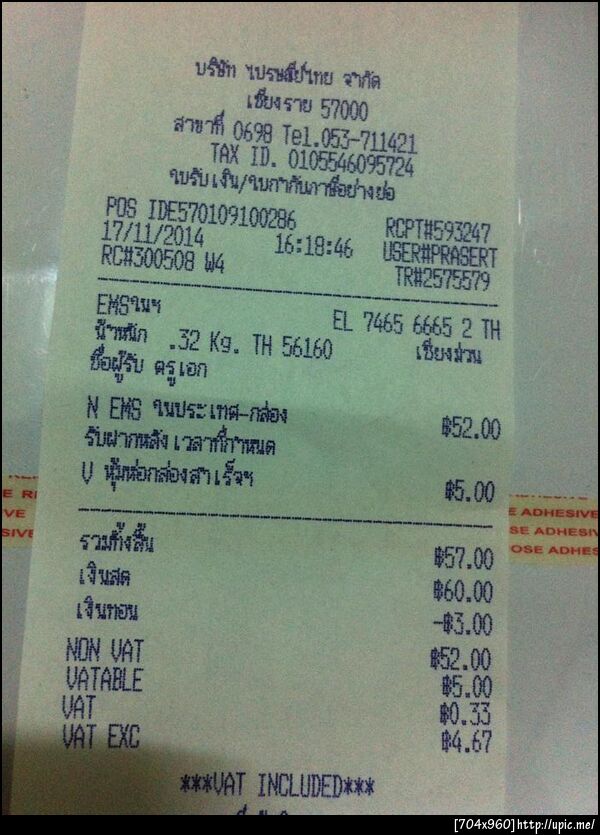 บริษัท ไปรษณีย์ไทย จำกัด
เชียงราย 57000
สาขาที่ 0698 Tel.053-711421
TAX ID. 0105546095724
ใบรับเงิน/ใบกำกับภาษีอย่างย่อ
POS IDE570109100286 RCPT#593247
17/11/2014 16:18:46 USER#PRASERT
RC#300508 W4 TR#2575579
EMSในฯ EL 7465 6665 2 TH
น้ำหนัก .32 Kg. TH 56160 เชียงม่วน
ชื่อผู้รับ ครูเอก
N EMS ในประเทศ-กล่อง ฿52.00
รับฝากหลังเวลาที่กำหนด
V หุ้มห่อกล่องสำเร็จฯ ฿5.00
รวมทั้งสิ้น ฿57.00
เงินสด ฿60.00
เงินทอน -฿3.00
NON VAT ฿52.00
VATABLE ฿5.00
VAT ฿0.33
VAT EXC ฿4.67
***VAT INCLUDED***
SE ADHESIVE
OSE ADHES
[704x960]http://upic.me/